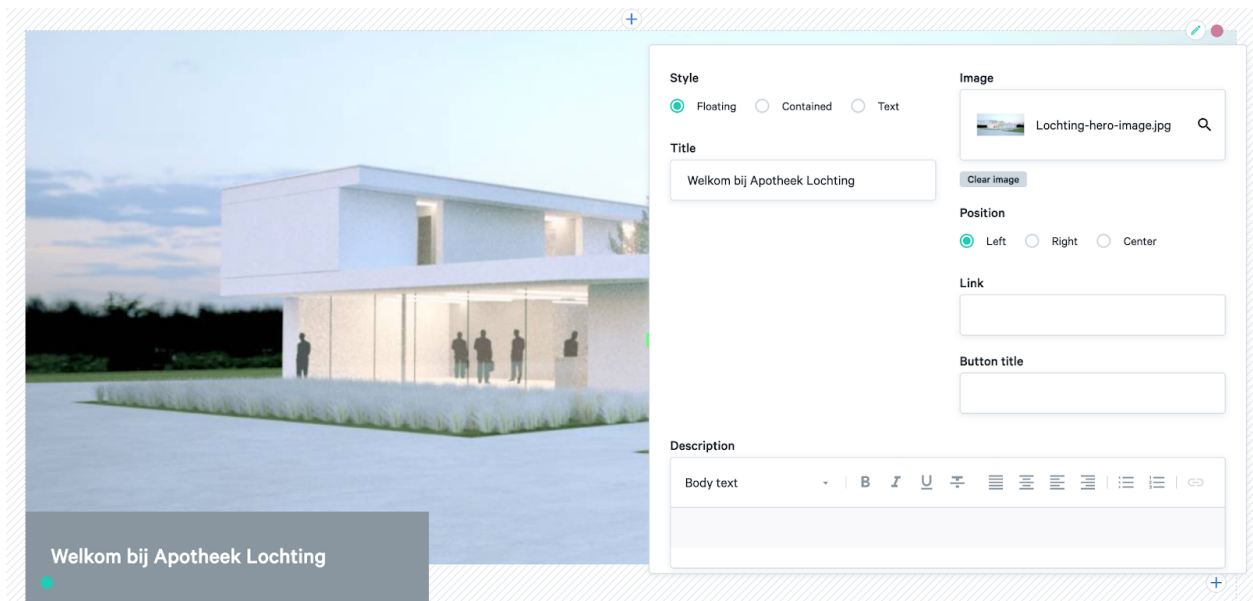 Style
Image
Floating
Contained
Text
Lochting-hero-image.jpg
Title
Welkom bij Apotheek Lochting
Clear image
Position
Left
Right
Center
Link
Button title
Description
Body text
B I U T
Welkom bij Apotheek Lochting